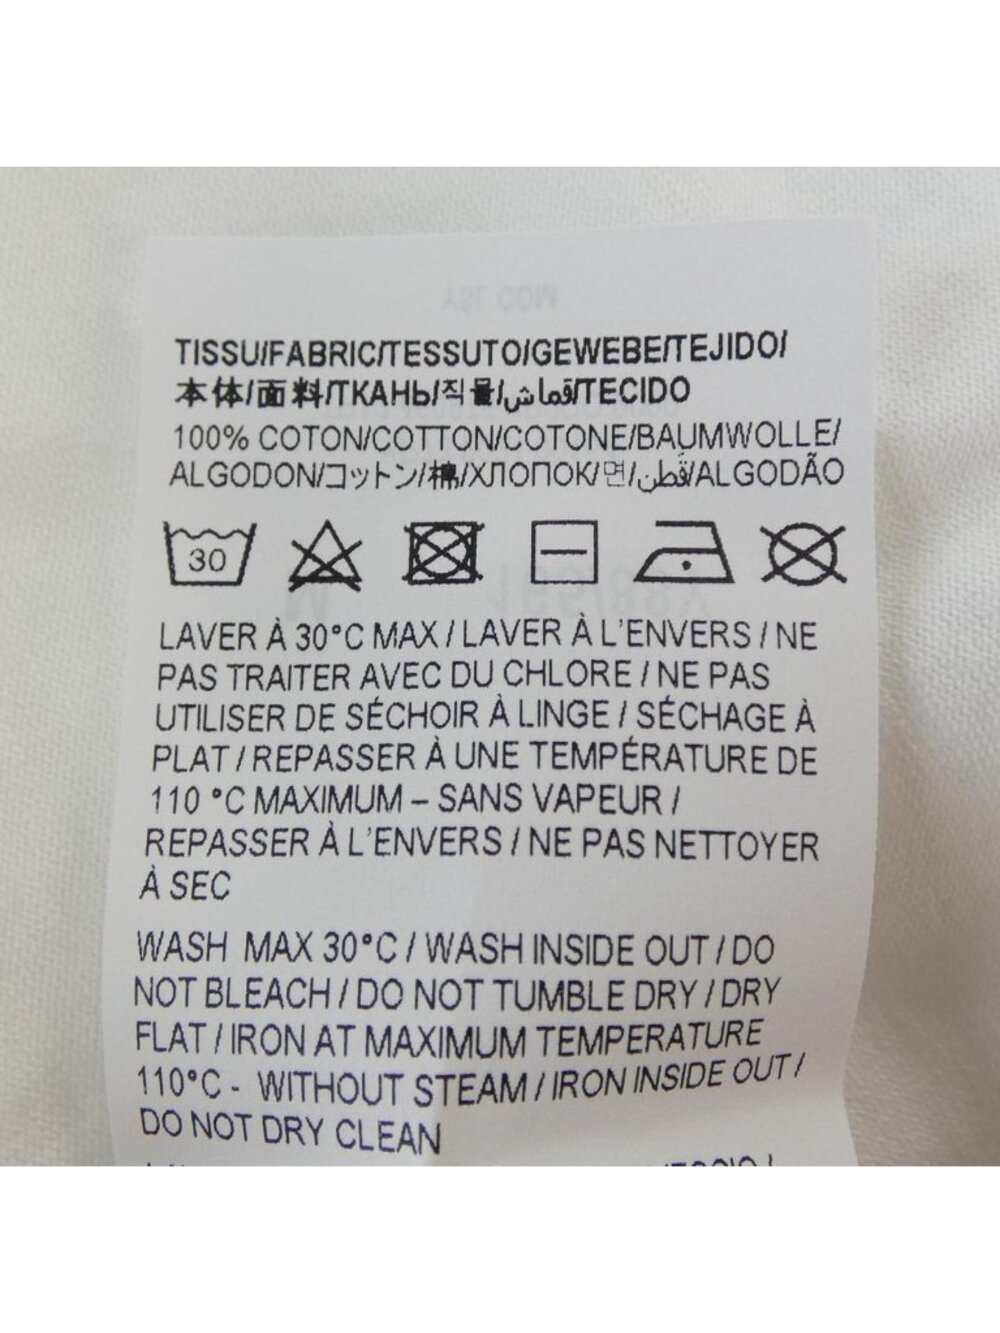 TISSU/FABRIC/TESSUTO/GEWEBE/TEJIDO/
本体/面料/ТКАНЬ/직물/قماش/TECIDO
100% COTON/COTTON/COTONE/BAUMWOLLE/
ALGODON/コットン/棉/ХЛОПОК/면/قطن/ALGODÃO
30
LAVER À 30°C MAX / LAVER À L'ENVERS / NE
PAS TRAITER AVEC DU CHLORE / NE PAS
UTILISER DE SÉCHOIR À LINGE / SÉCHAGE À
PLAT / REPASSER À UNE TEMPÉRATURE DE
110 °C MAXIMUM – SANS VAPEUR /
REPASSER À L'ENVERS / NE PAS NETTOYER
À SEC
WASH MAX 30°C / WASH INSIDE OUT / DO
NOT BLEACH / DO NOT TUMBLE DRY / DRY
FLAT / IRON AT MAXIMUM TEMPERATURE
110°C - WITHOUT STEAM / IRON INSIDE OUT /
DO NOT DRY CLEAN